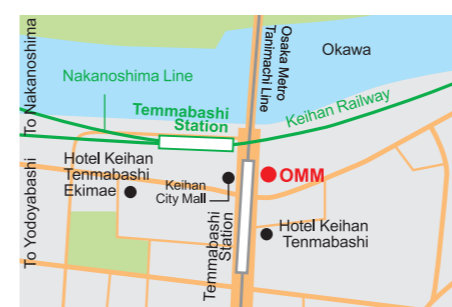 To Nakanoshima
Osaka Metro
Tanimachi Line
Okawa
Nakanoshima Line
Temmabashi
Station
Keihan Railway
To Yodoyabashi
Hotel Keihan
Tenmabashi
Ekimae
Keihan
City Mall
OMM
Temmabashi
Station
Hotel Keihan
Tenmabashi